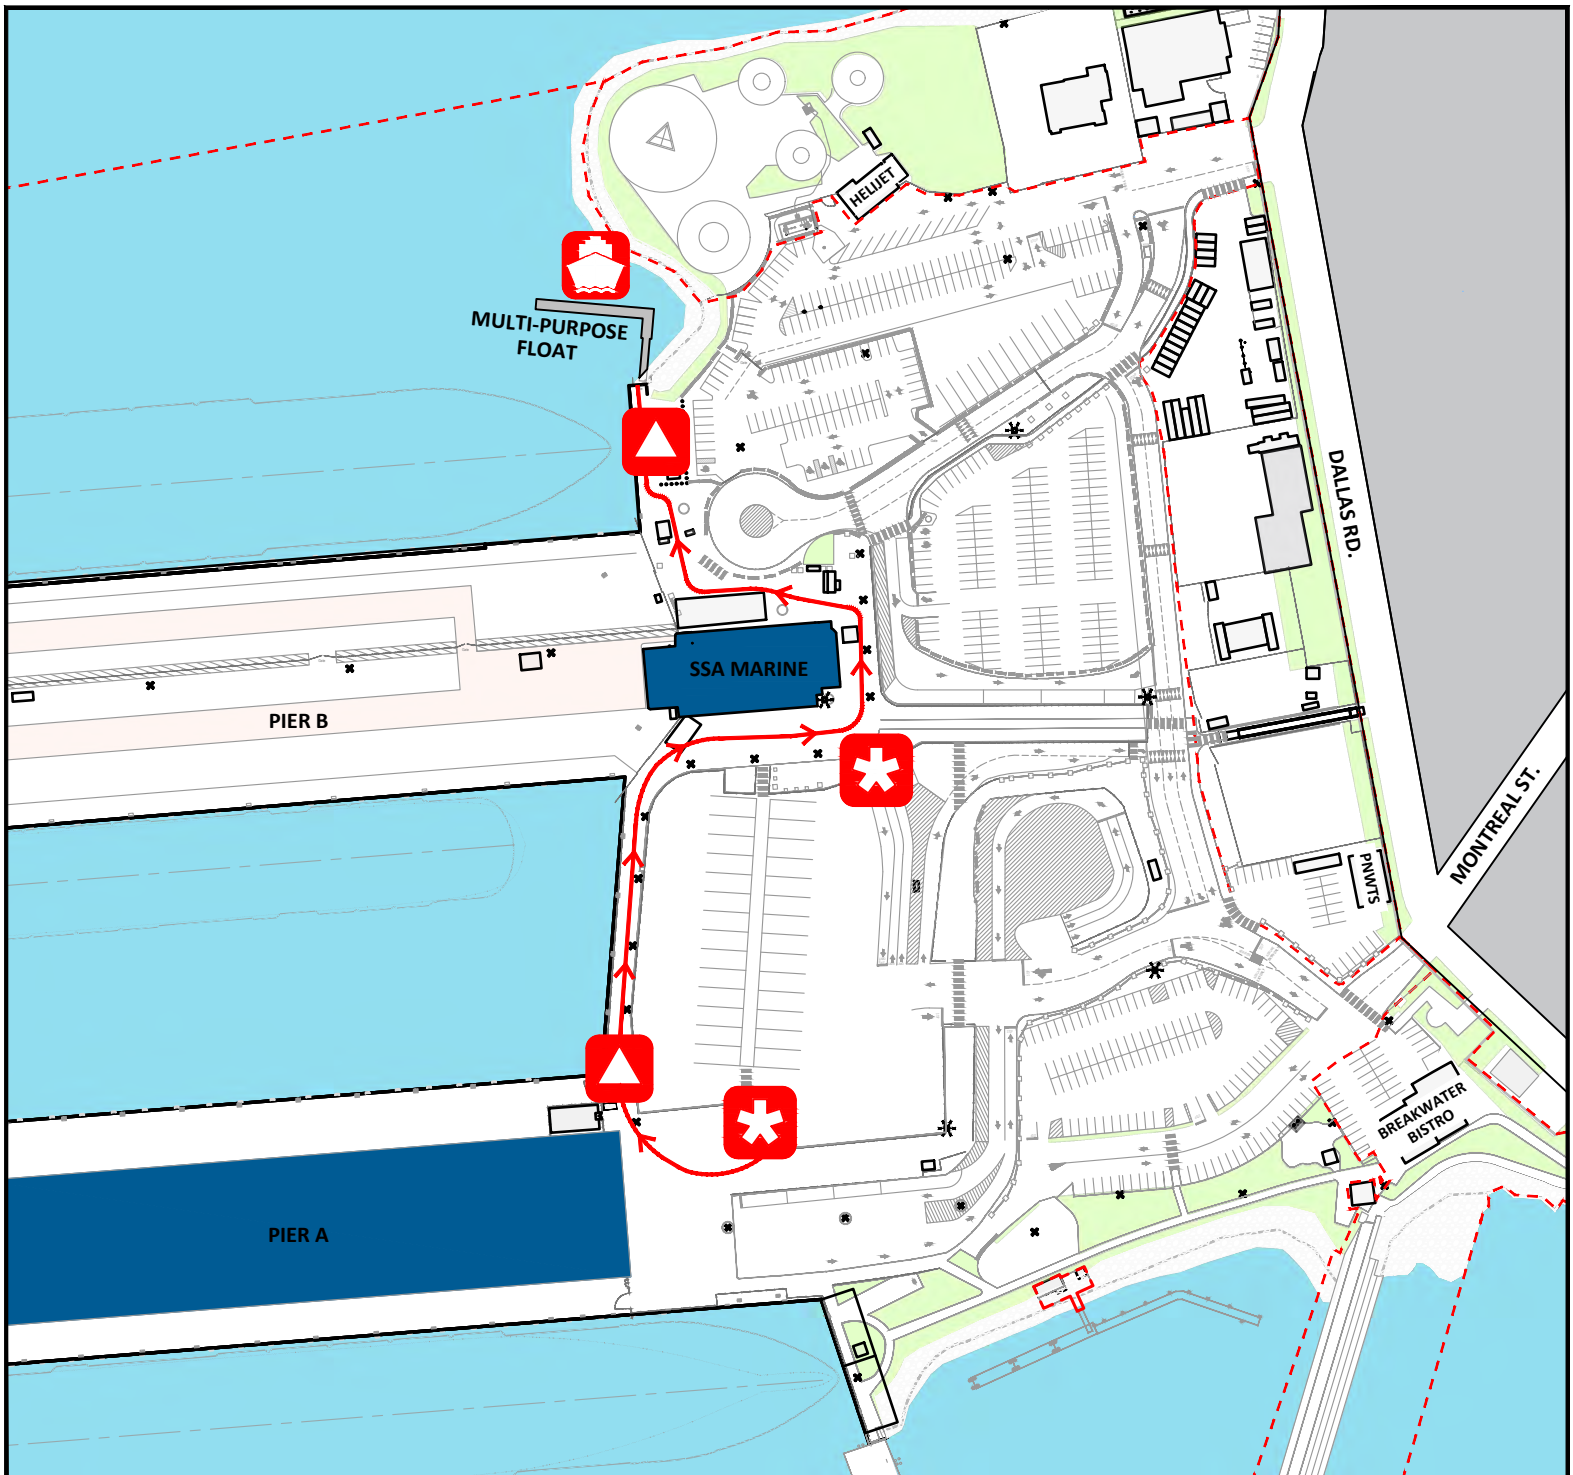 HELIJET
MULTI-PURPOSE
FLOAT
DALLAS RD.
SSA MARINE
PIER B
MONTREAL ST.
PNWTS
BREAKWATER
BISTRO
PIER A